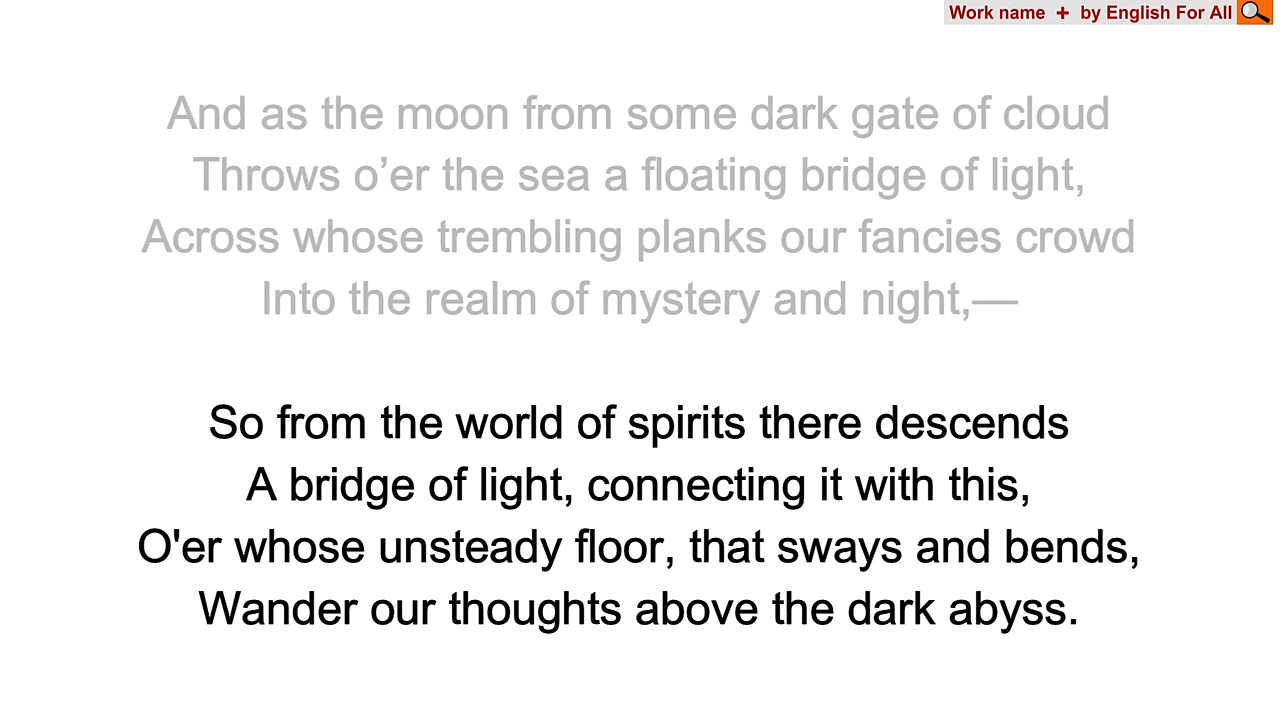 Work name + by English For All
And as the moon from some dark gate of cloud
Throws o’er the sea a floating bridge of light,
Across whose trembling planks our fancies crowd
Into the realm of mystery and night,—
So from the world of spirits there descends
A bridge of light, connecting it with this,
O'er whose unsteady floor, that sways and bends,
Wander our thoughts above the dark abyss.